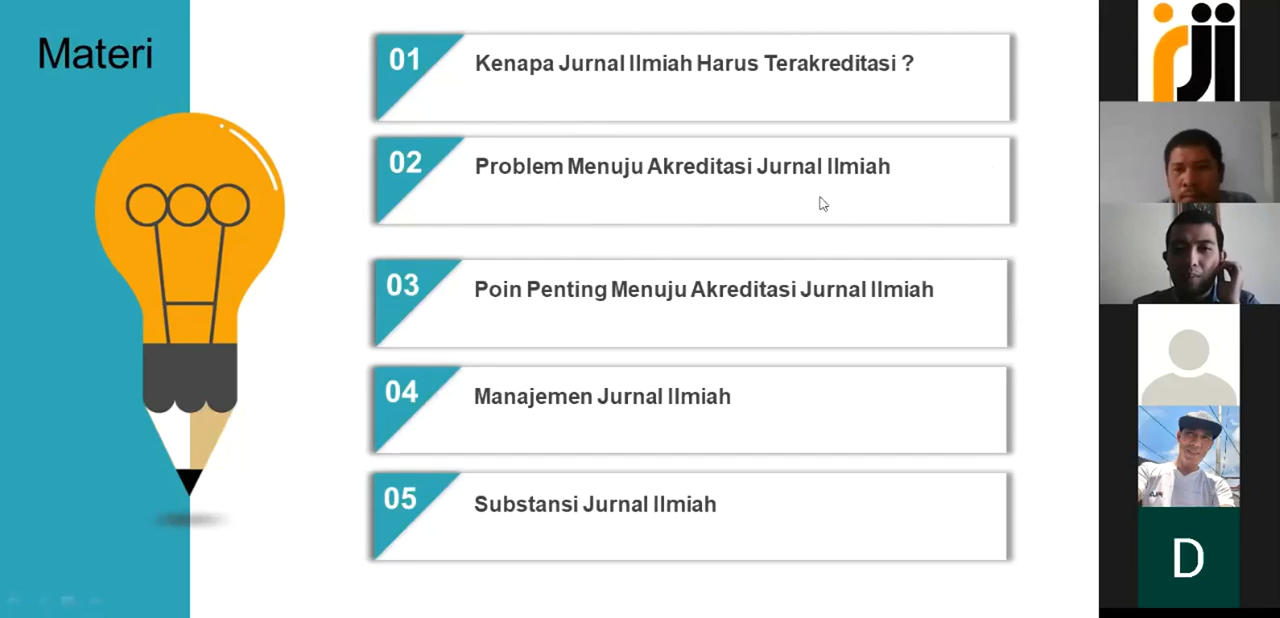 Materi
01
Kenapa Jurnal Ilmiah Harus Terakreditasi ?
02
Problem Menuju Akreditasi Jurnal Ilmiah
03
Poin Penting Menuju Akreditasi Jurnal Ilmiah
04
Manajemen Jurnal Ilmiah
05
Substansi Jurnal Ilmiah
rji
D